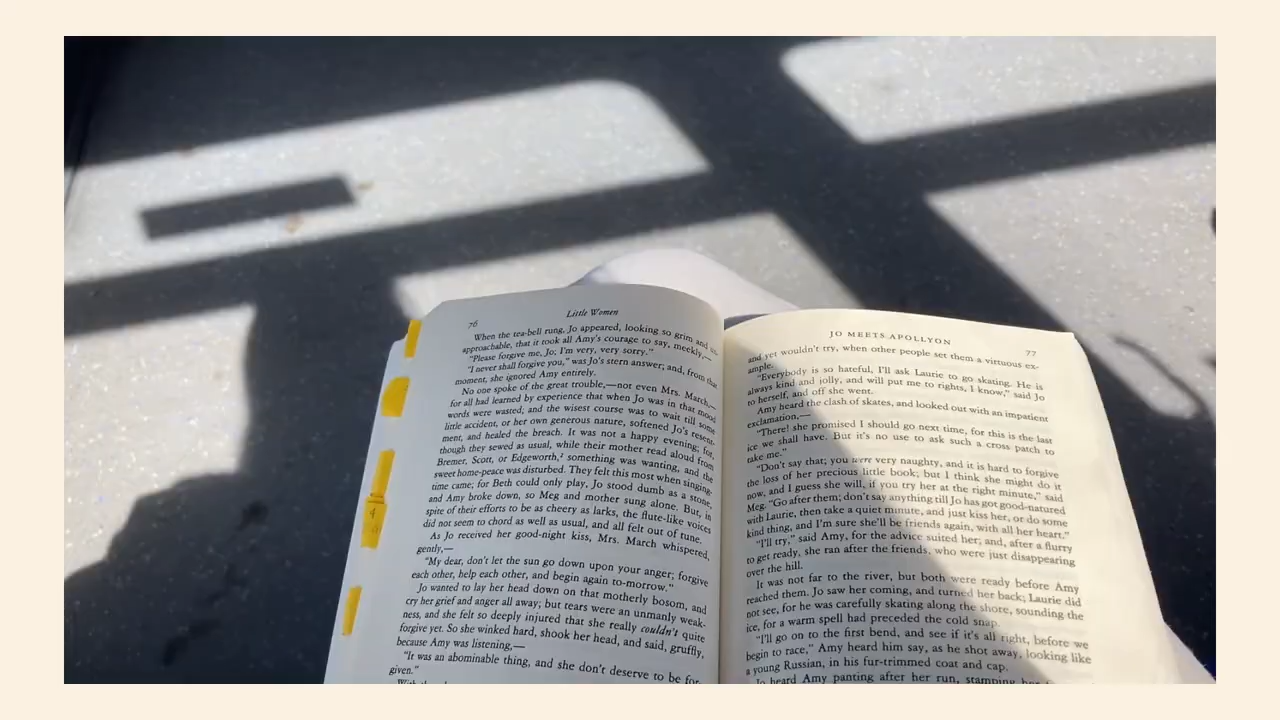 76
Little Women
When the tea-bell rung, Jo appeared, looking so grim and un-
approachable, that it took all Amy's courage to say, meekly,—
"Please forgive me, Jo; I'm very, very sorry."
"I never shall forgive you," was Jo's stern answer; and, from that
moment, she ignored Amy entirely.
No one spoke of the great trouble,—not even Mrs. March,—
for all had learned by experience that when Jo was in that mood
words were wasted; and the wisest course was to wait till some
little accident, or her own generous nature, softened Jo's resent-
ment, and healed the breach. It was not a happy evening; for,
though they sewed as usual, while their mother read aloud from
Bremer, Scott, or Edgeworth,² something was wanting, and the
sweet home-peace was disturbed. They felt this most when singing-
time came; for Beth could only play, Jo stood dumb as a stone,
and Amy broke down, so Meg and mother sung alone. But, in
spite of their efforts to be as cheery as larks, the flute-like voices
did not seem to chord as well as usual, and all felt out of tune.
As Jo received her good-night kiss, Mrs. March whispered,
gently,—
"My dear, don't let the sun go down upon your anger; forgive
each other, help each other, and begin again to-morrow."
Jo wanted to lay her head down on that motherly bosom, and
cry her grief and anger all away; but tears were an unmanly weak-
ness, and she felt so deeply injured that she really couldn't quite
forgive yet. So she winked hard, shook her head, and said, gruffly,
because Amy was listening,—
"It was an abominable thing, and she don't deserve to be for-
given."
JO MEETS APOLLYON
77
and yet wouldn't try, when other people set them a virtuous ex-
ample.
"Everybody is so hateful, I'll ask Laurie to go skating. He is
always kind and jolly, and will put me to rights, I know," said Jo
to herself, and off she went.
Amy heard the clash of skates, and looked out with an impatient
exclamation,—
"There! she promised I should go next time, for this is the last
ice we shall have. But it's no use to ask such a cross patch to
take me."
"Don't say that; you were very naughty, and it is hard to forgive
the loss of her precious little book; but I think she might do it
now, and I guess she will, if you try her at the right minute," said
Meg. "Go after them; don't say anything till Jo has got good-natured
with Laurie, then take a quiet minute, and just kiss her, or do some
kind thing, and I'm sure she'll be friends again, with all her heart."
"I'll try," said Amy, for the advice suited her; and, after a flurry
to get ready, she ran after the friends, who were just disappearing
over the hill.
It was not far to the river, but both were ready before Amy
reached them. Jo saw her coming, and turned her back; Laurie did
not see, for he was carefully skating along the shore, sounding the
ice, for a warm spell had preceded the cold snap.
"I'll go on to the first bend, and see if it's all right, before we
begin to race," Amy heard him say, as he shot away, looking like
a young Russian, in his fur-trimmed coat and cap.
Jo heard Amy panting after her run, stamping her